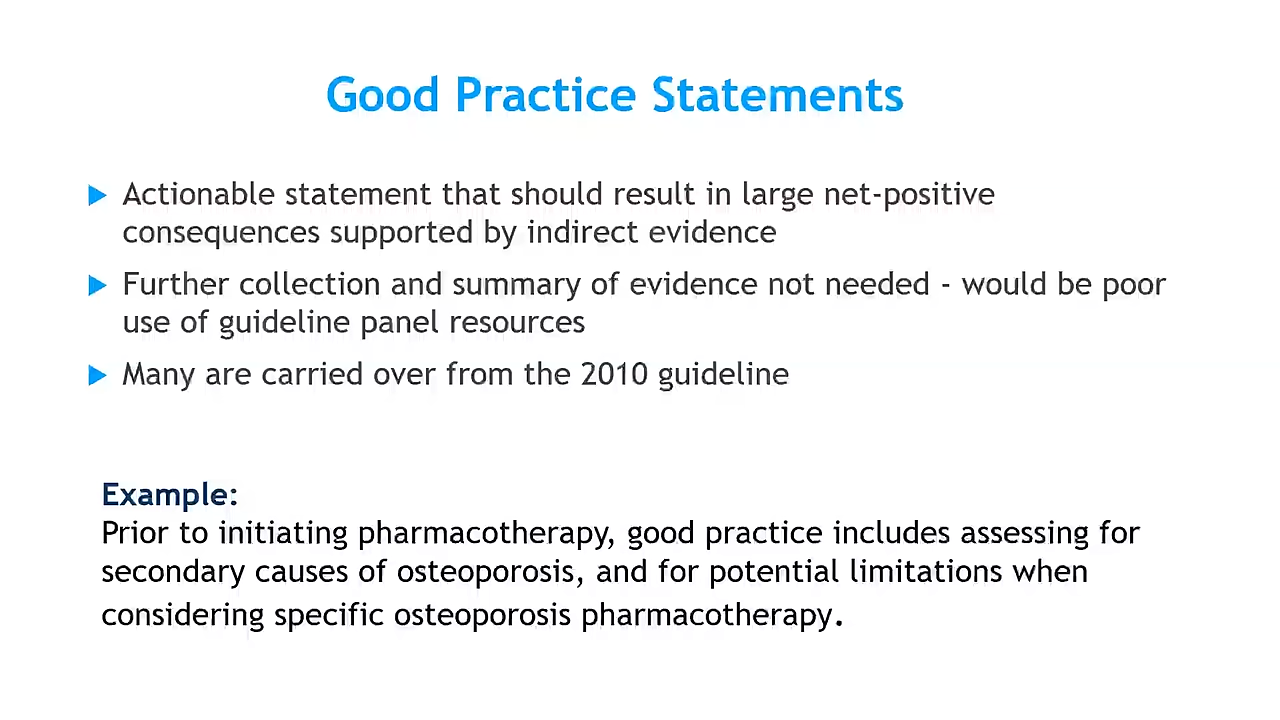 Good Practice Statements
Actionable statement that should result in large net-positive
consequences supported by indirect evidence
Further collection and summary of evidence not needed - would be poor
use of guideline panel resources
Many are carried over from the 2010 guideline
Example:
Prior to initiating pharmacotherapy, good practice includes assessing for
secondary causes of osteoporosis, and for potential limitations when
considering specific osteoporosis pharmacotherapy.